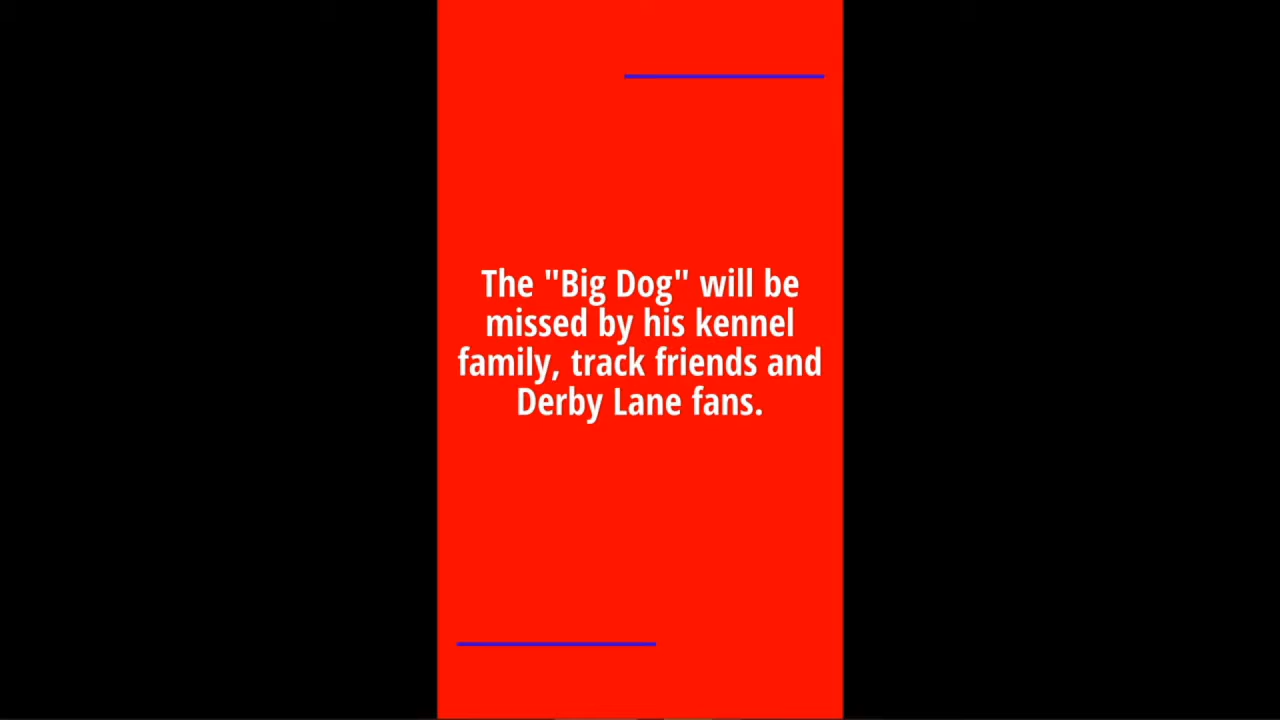 The "Big Dog" will be
missed by his kennel
family, track friends and
Derby Lane fans.